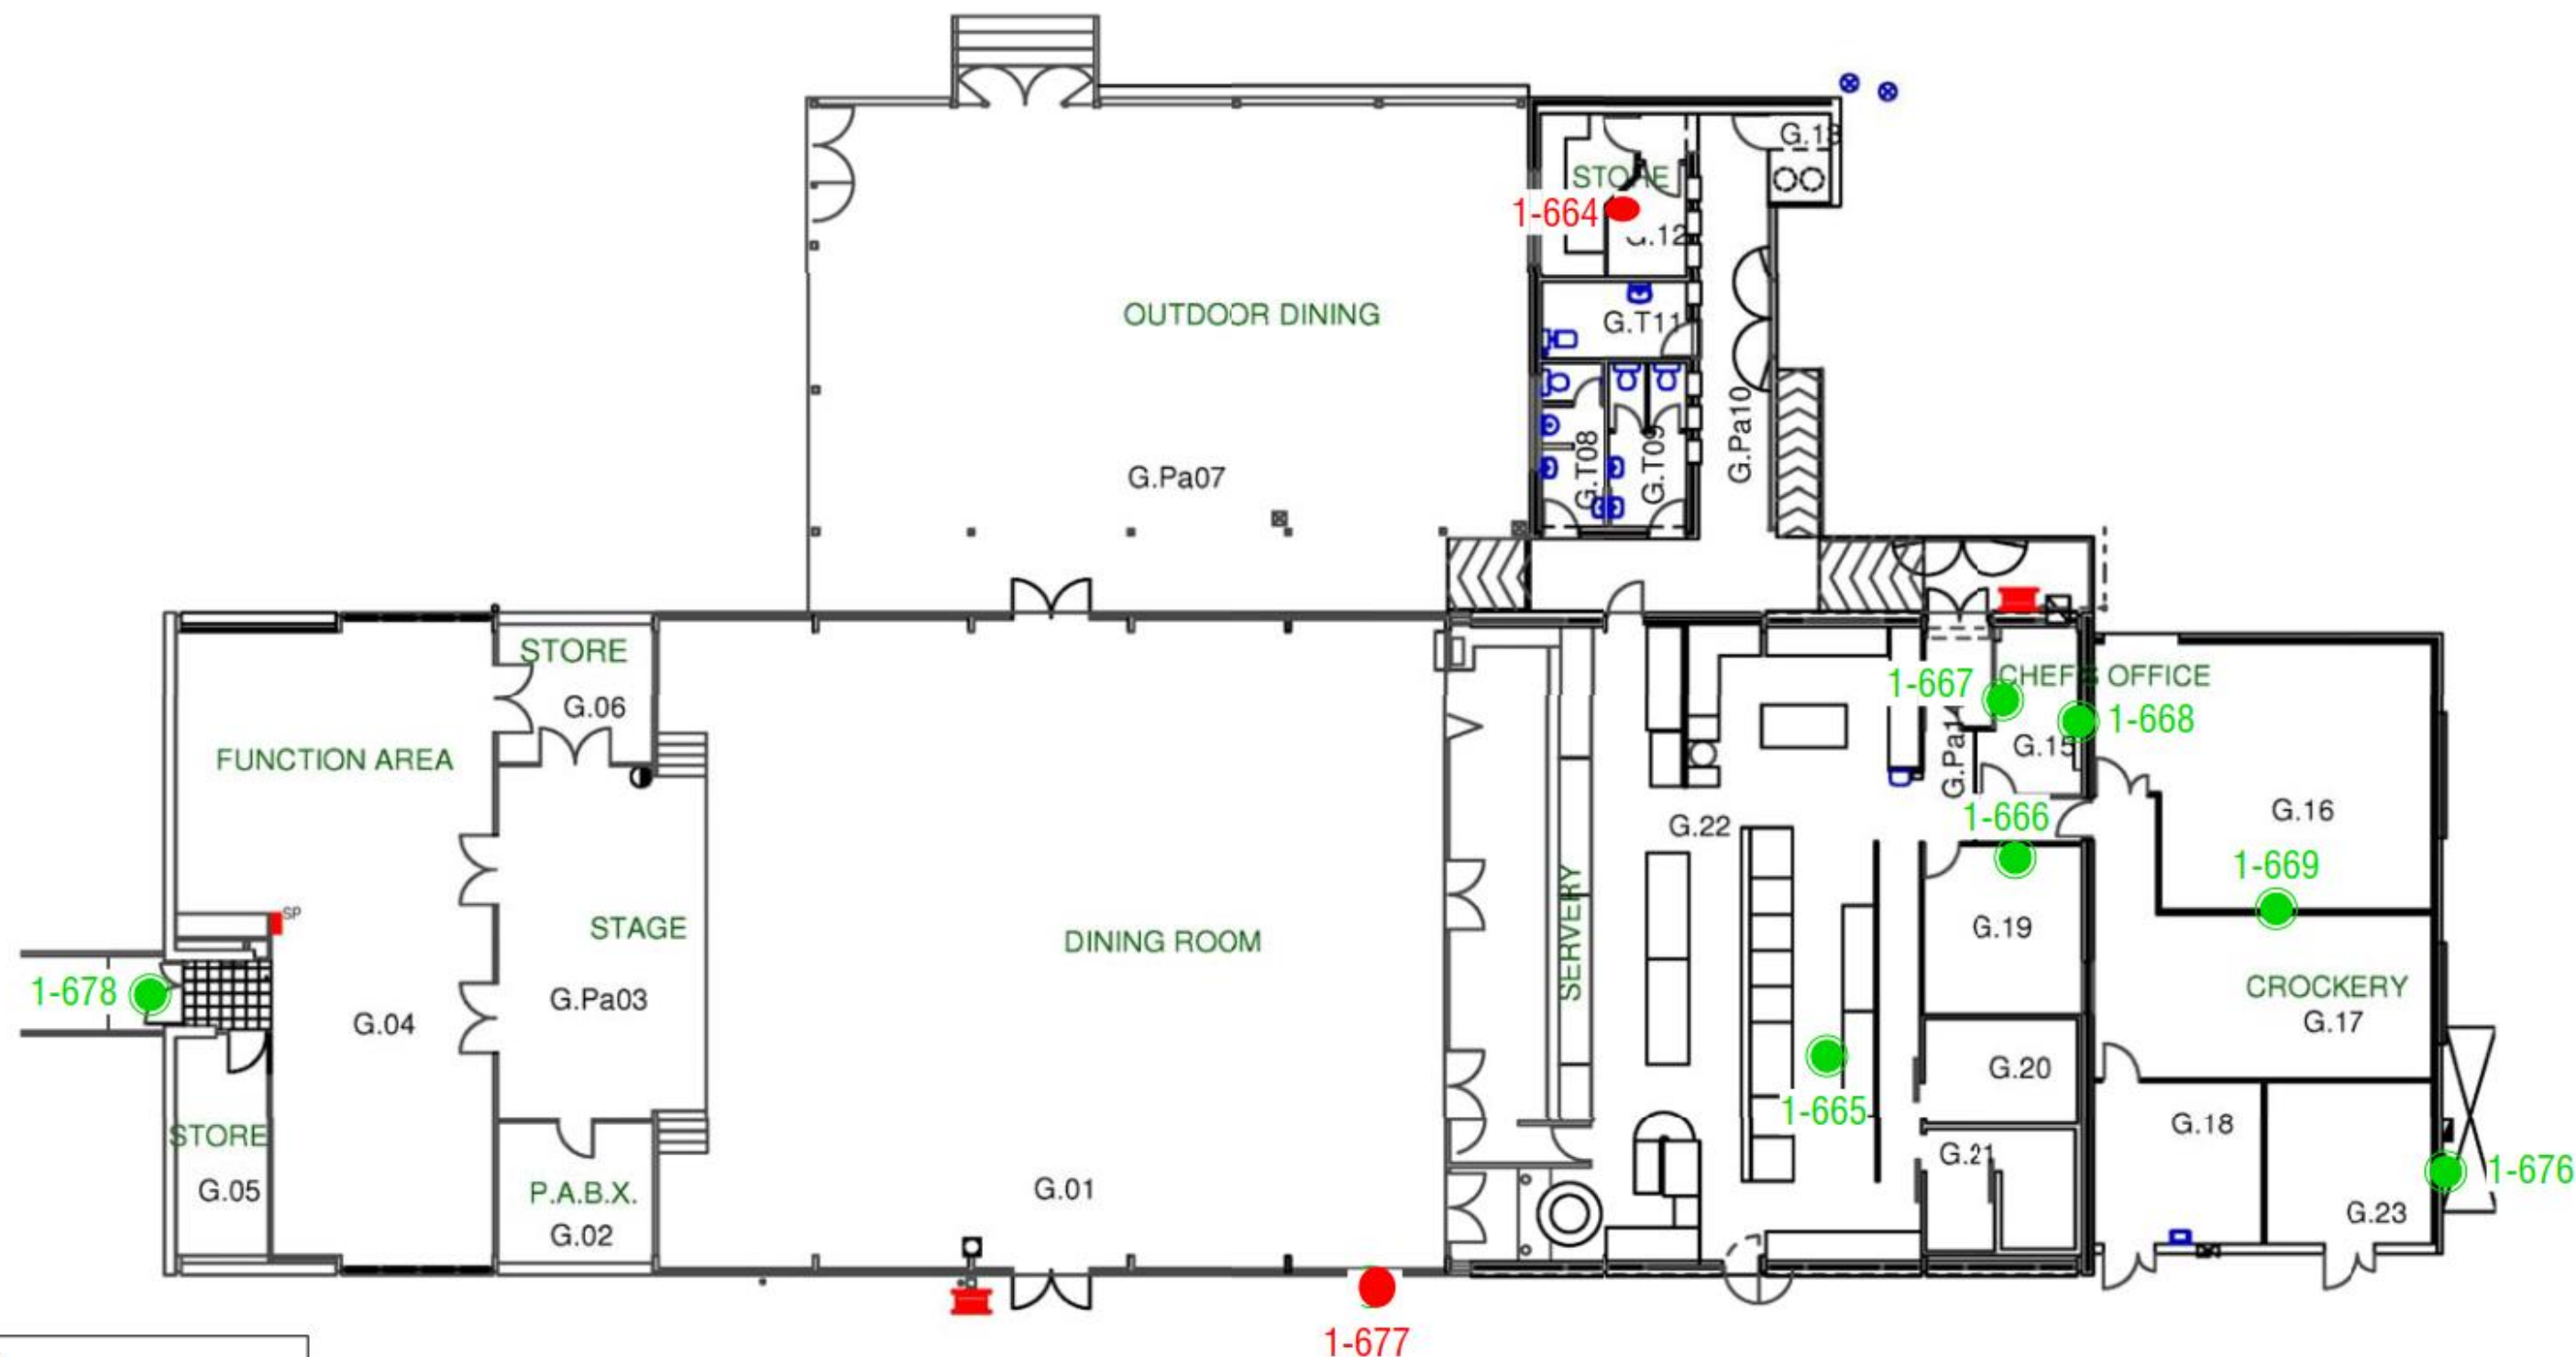 G.13
STORE
1-664
G.12
OUTDOOR DINING
G.T11
G.Pa10
G.Pa07
G.T08
G.T09
STORE
G.06
1-667
CHEF'S OFFICE
1-668
G.15
FUNCTION AREA
G.Pa1
1-666
G.16
G.22
1-669
SP
STAGE
G.19
DINING ROOM
SERVERY
1-678
G.Pa03
CROCKERY
G.17
G.04
G.20
1-665
STORE
G.18
G.21
G.05
P.A.B.X.
G.02
G.01
1-676
G.23
1-677